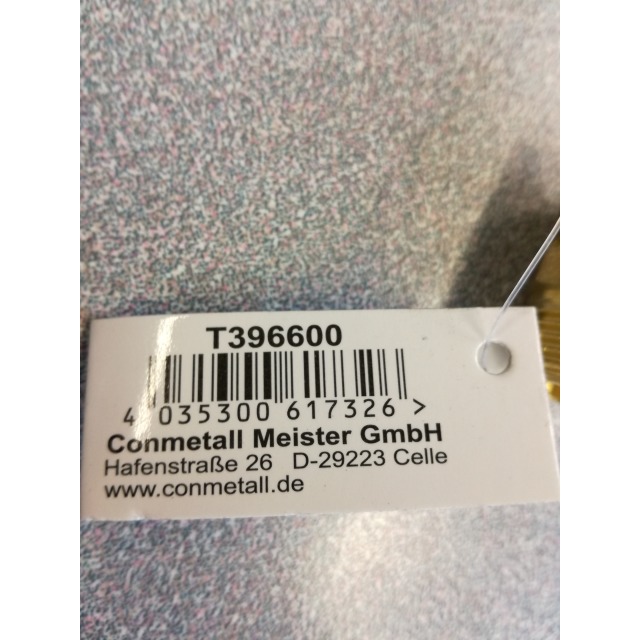 T396600
4 035300 617326 >
Conmetall Meister GmbH
Hafenstraße 26 D-29223 Celle
www.conmetall.de